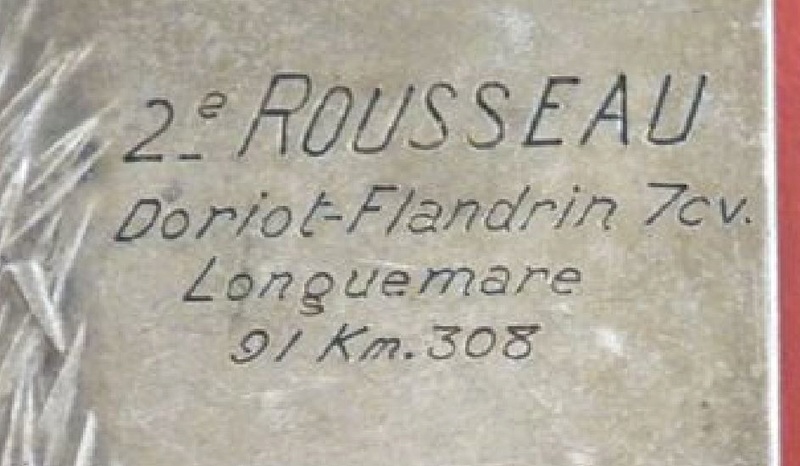 2e ROUSSEAU
Doriot-Flandrin 7cv.
Longuemare
91 Km.308